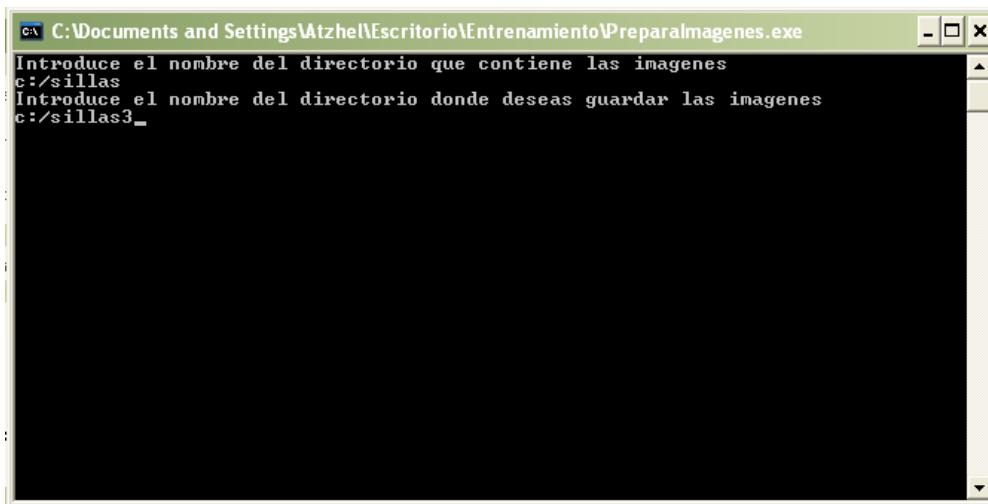 C:\Documents and Settings\Atzhel\Escritorio\Entrenamiento\PreparaImagenes.exe
Introduce el nombre del directorio que contiene las imagenes
c:/sillas
Introduce el nombre del directorio donde deseas guardar las imagenes
c:/sillas3_